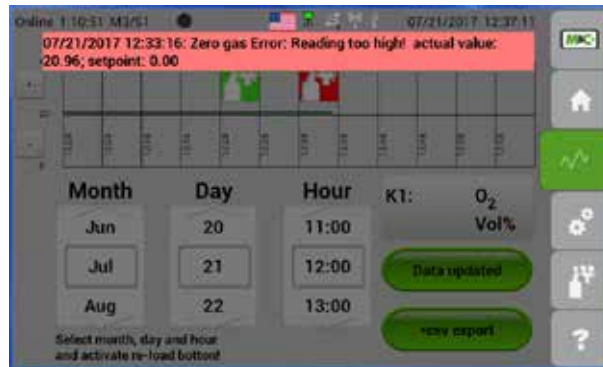 Online 1:10:51 M3/S1 07/21/2017 12:37:11
07/21/2017 12:33:16: Zero gas Error: Reading too high! actual value:
20.96; setpoint: 0.00
Month Day Hour K1: O2
Vol%
Jun 20 11:00
Jul 21 12:00 Data updated
Aug 22 13:00
csv export
Select month, day and hour
and activate re-load botton!
?